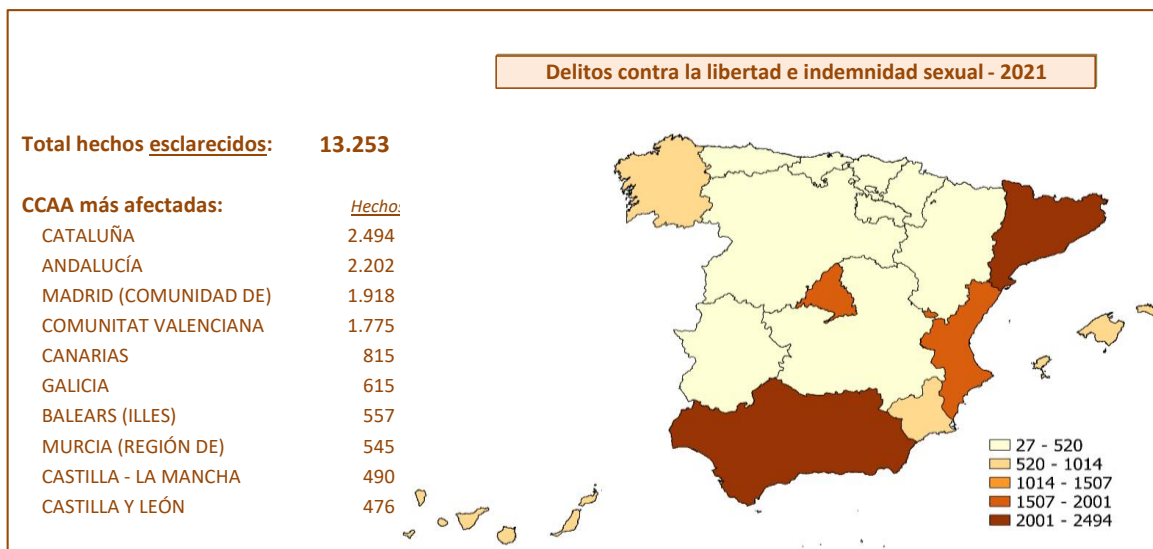 Delitos contra la libertad e indemnidad sexual - 2021
Total hechos esclarecidos: 13.253
CCAA más afectadas: Hechos
CATALUÑA 2.494
ANDALUCÍA 2.202
MADRID (COMUNIDAD DE) 1.918
COMUNITAT VALENCIANA 1.775
CANARIAS 815
GALICIA 615
BALEARS (ILLES) 557
MURCIA (REGIÓN DE) 545
CASTILLA - LA MANCHA 490
CASTILLA Y LEÓN 476
27 - 520
520 - 1014
1014 - 1507
1507 - 2001
2001 - 2494